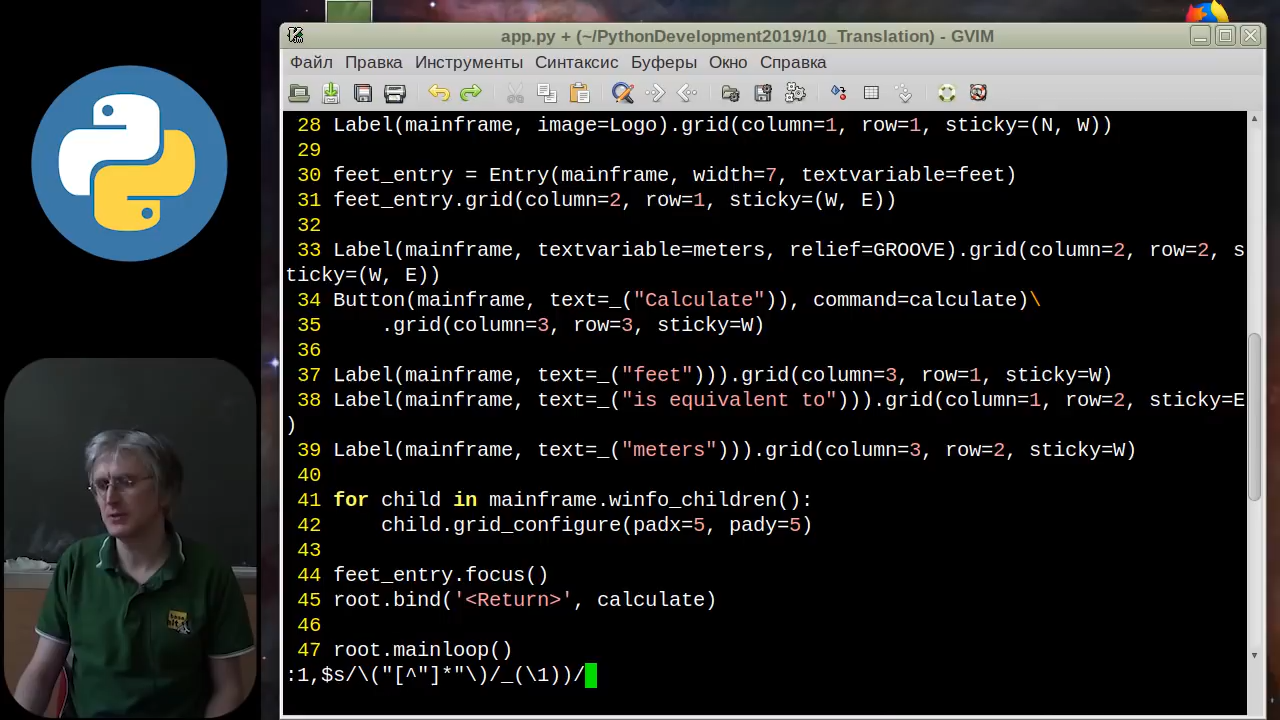 app.py + (~/PythonDevelopment2019/10_Translation) - GVIM
Файл Правка Инструменты Синтаксис Буферы Окно Справка
28 Label(mainframe, image=Logo).grid(column=1, row=1, sticky=(N, W))
29
30 feet_entry = Entry(mainframe, width=7, textvariable=feet)
31 feet_entry.grid(column=2, row=1, sticky=(W, E))
32
33 Label(mainframe, textvariable=meters, relief=GROOVE).grid(column=2, row=2, s
ticky=(W, E))
34 Button(mainframe, text=_("Calculate")), command=calculate)\
35     .grid(column=3, row=3, sticky=W)
36
37 Label(mainframe, text=_("feet"))).grid(column=3, row=1, sticky=W)
38 Label(mainframe, text=_("is equivalent to"))).grid(column=1, row=2, sticky=E
)
39 Label(mainframe, text=_("meters"))).grid(column=3, row=2, sticky=W)
40
41 for child in mainframe.winfo_children():
42     child.grid_configure(padx=5, pady=5)
43
44 feet_entry.focus()
45 root.bind('<Return>', calculate)
46
47 root.mainloop()
:1,$s/\("[^"]*"\)/_(\1))/